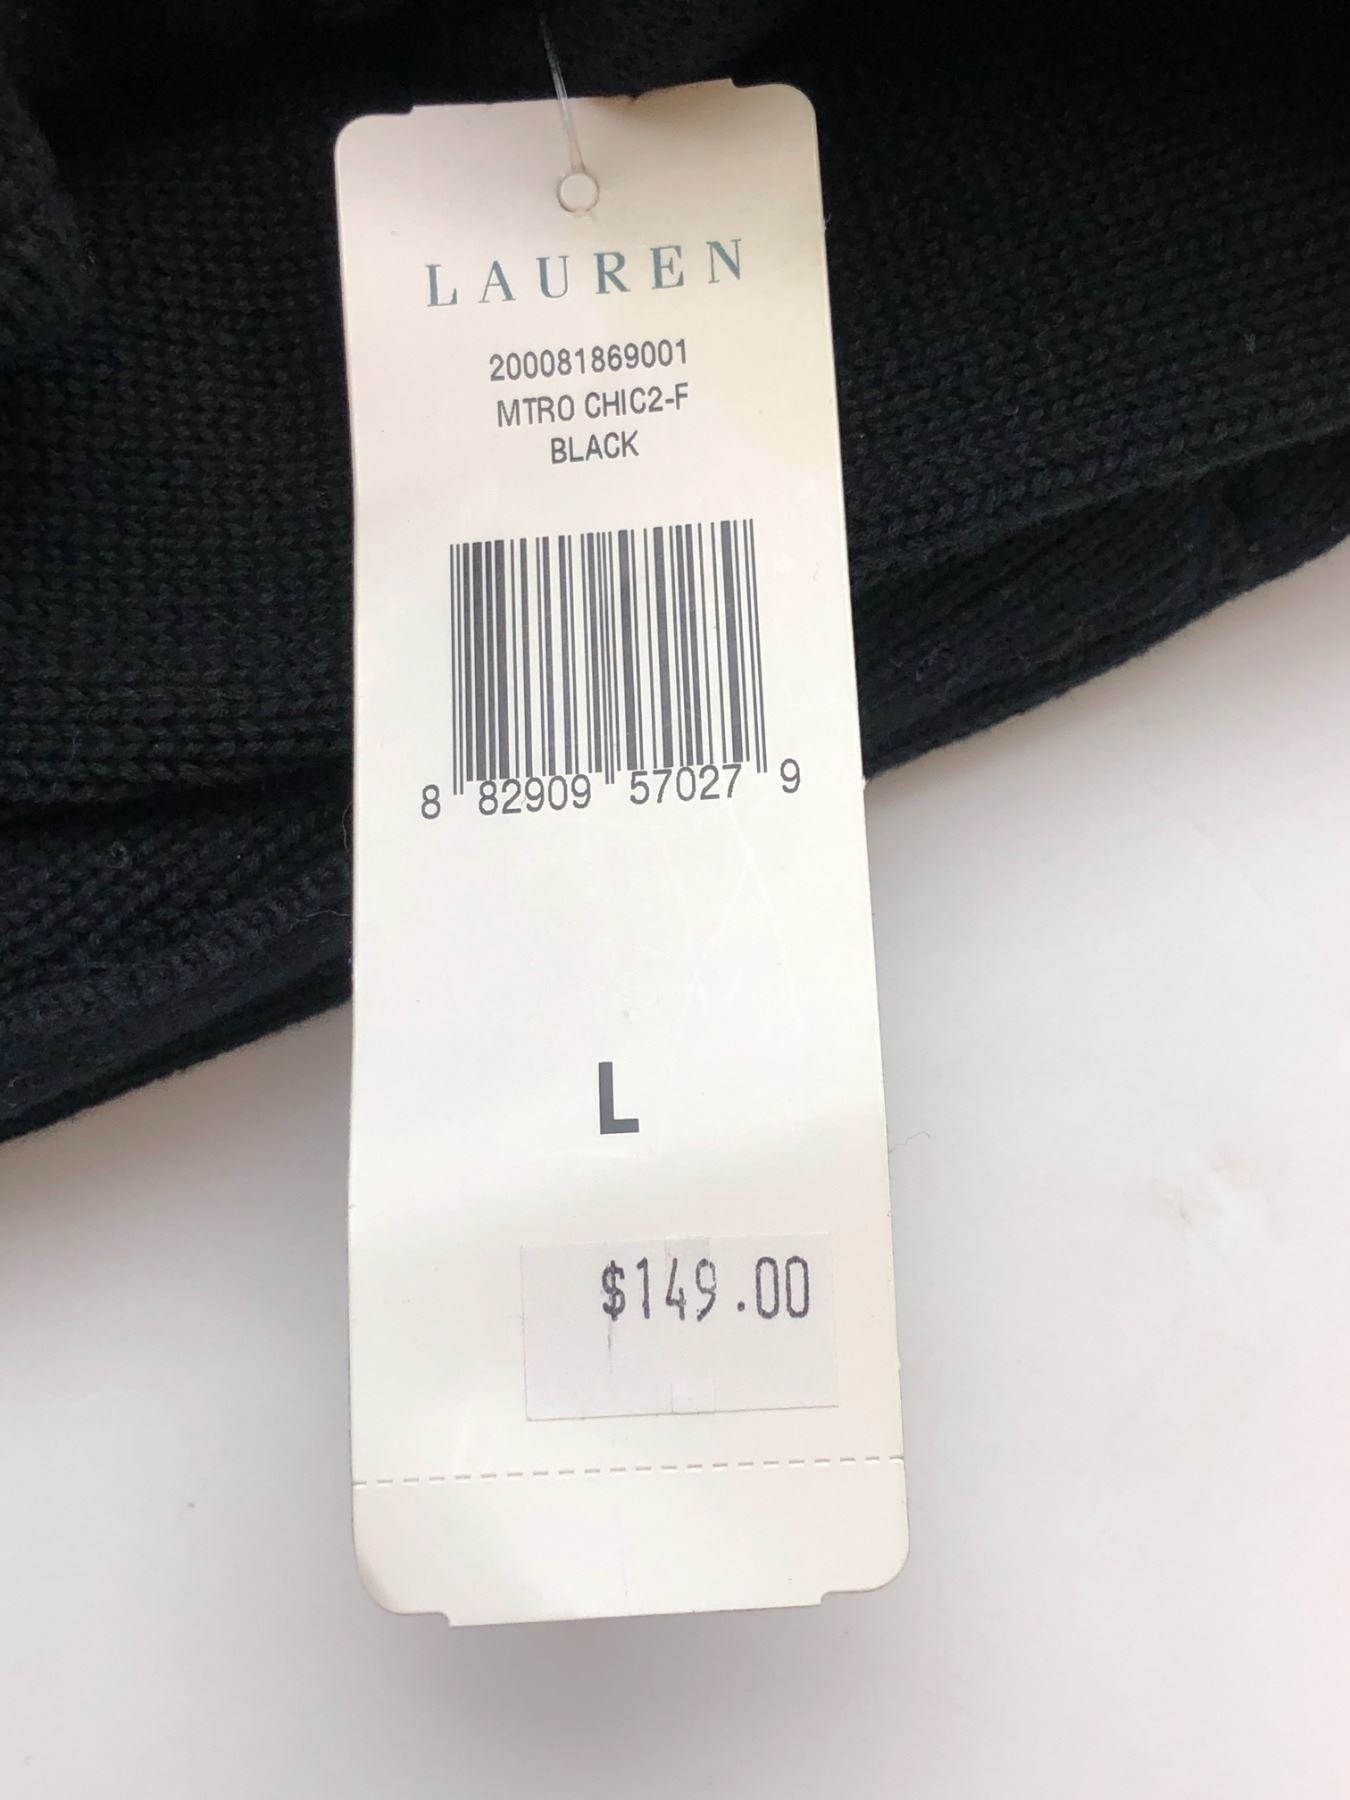 LAUREN
200081869001
MTRO CHIC2-F
BLACK
8 82909 57027 9
L
$149.00